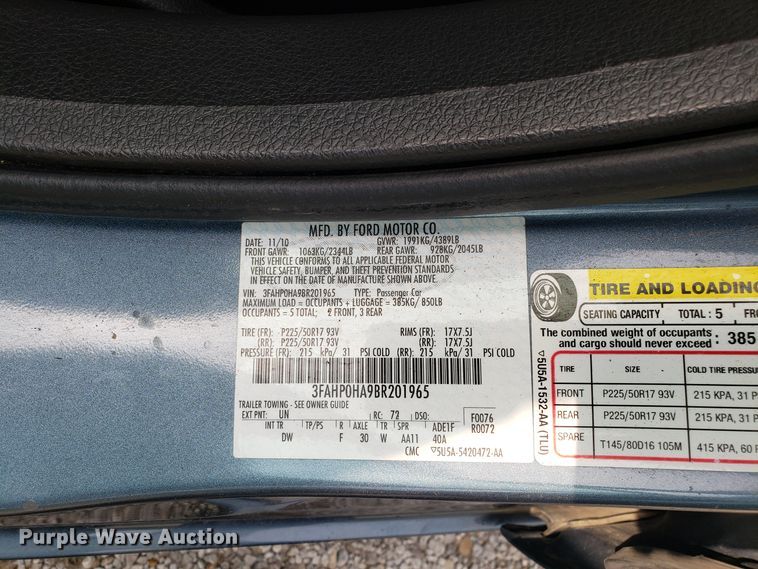 MFD. BY FORD MOTOR CO.
DATE: 11/10 GVWR: 1991KG/4389LB
FRONT GAWR: 1063KG/2344LB REAR GAWR: 928KG/2045LB
THIS VEHICLE CONFORMS TO ALL APPLICABLE FEDERAL MOTOR
VEHICLE SAFETY, BUMPER, AND THEFT PREVENTION STANDARDS IN
EFFECT ON THE DATE OF MANUFACTURE SHOWN ABOVE.
VIN: 3FAHP0HA9BR201965 TYPE: Passenger Car
MAXIMUM LOAD = OCCUPANTS + LUGGAGE = 385KG/ 850LB
OCCUPANTS = 5 TOTAL; 2 FRONT, 3 REAR
TIRE (FR): P225/50R17 93V RIMS (FR): 17X7.5J
(RR): P225/50R17 93V (RR): 17X7.5J
PRESSURE (FR): 215 kPa/ 31 PSI COLD (RR): 215 kPa/ 31 PSI COLD
3FAHP0HA9BR201965
TRAILER TOWING - SEE OWNER GUIDE
EXT PNT: UN RC: 72 DSO: F0076
INT TR TP/PS R AXLE TR SPR ADE1F R0072
DW F 30 W AA11 40A
CMC ▽5U5A-5420472-AA
TIRE AND LOADING
SEATING CAPACITY TOTAL : 5
The combined weight of occupants
and cargo should never exceed : 385
TIRE SIZE COLD TIRE
FRONT P225/50R17 93V 215 KPA, 31
REAR P225/50R17 93V 215 KPA, 31
SPARE T145/80D16 105M 415 KPA, 60
▽5U5A-1532-AA (TLU)
Purple Wave Auction